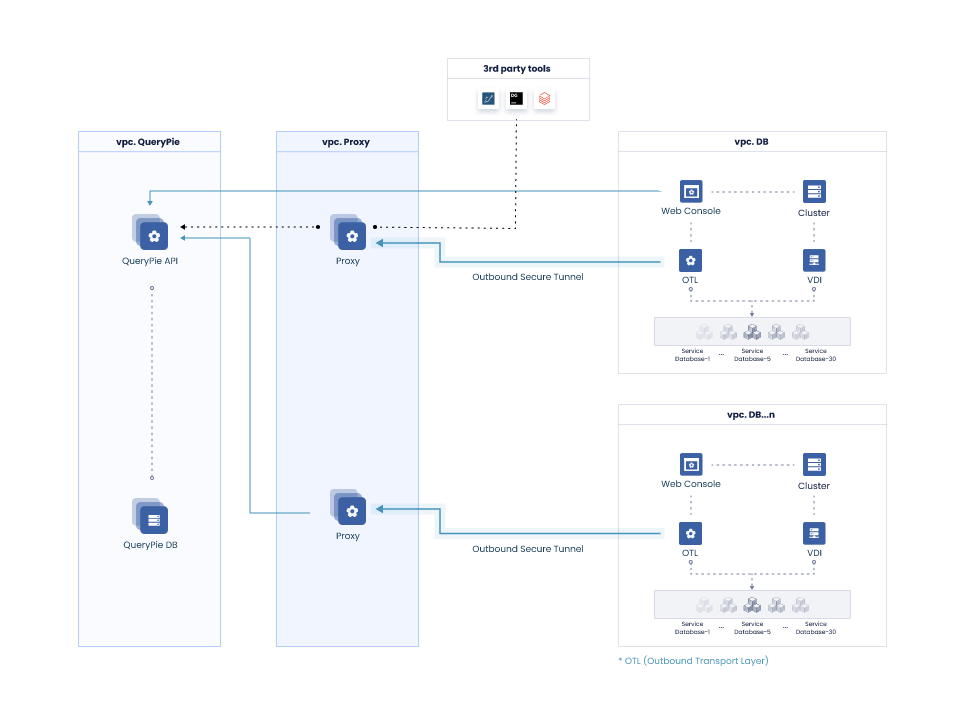 3rd party tools
DG
vpc. QueryPie
vpc. Proxy
vpc. DB
Web Console
Cluster
QueryPie API
Proxy
Outbound Secure Tunnel
OTL
VDI
Service
Database-1
...
Service
Database-5
...
Service
Database-30
vpc. DB...n
Web Console
Cluster
QueryPie DB
Proxy
Outbound Secure Tunnel
OTL
VDI
Service
Database-1
...
Service
Database-5
...
Service
Database-30
* OTL (Outbound Transport Layer)